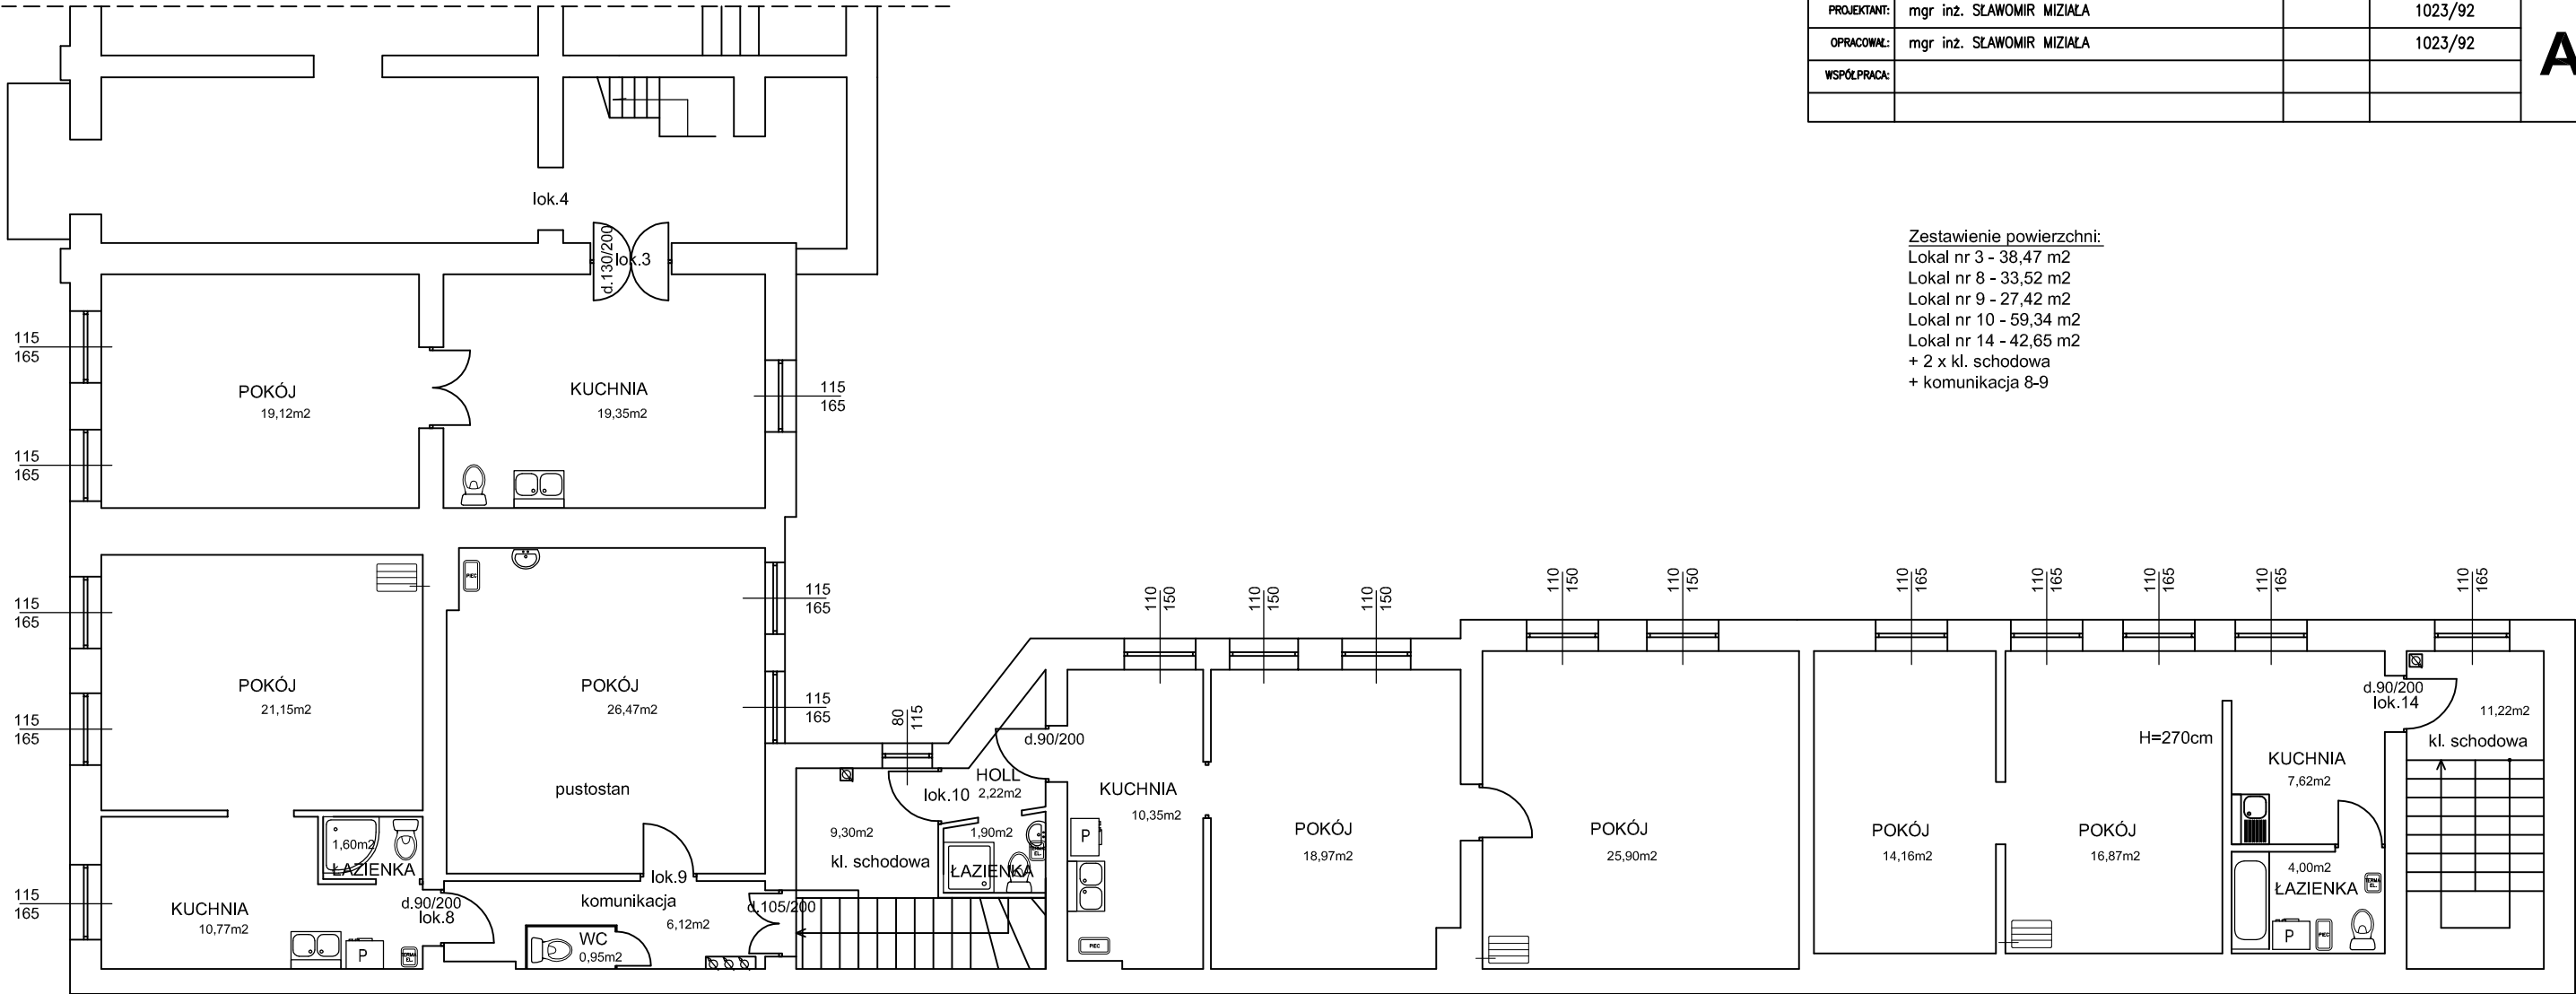 PROJEKTANT: mgr inż. SŁAWOMIR MIZIAŁA 1023/92
OPRACOWAŁ: mgr inż. SŁAWOMIR MIZIAŁA 1023/92
WSPÓŁPRACA:
A
lok.4
d.130/200
lok.3
Zestawienie powierzchni:
Lokal nr 3 - 38,47 m2
Lokal nr 8 - 33,52 m2
Lokal nr 9 - 27,42 m2
Lokal nr 10 - 59,34 m2
Lokal nr 14 - 42,65 m2
+ 2 x kl. schodowa
+ komunikacja 8-9
115
165
POKÓJ
19,12m2
KUCHNIA
19,35m2
115
165
115
165
PIEC
115
165
POKÓJ
21,15m2
POKÓJ
26,47m2
pustostan
115
165
115
165
115
165
80
115
110
150
110
150
110
150
110
150
110
150
110
165
110
165
110
165
110
165
110
165
1,60m2
ŁAZIENKA
115
165
KUCHNIA
10,77m2
P
TERMA
EL.
d.90/200
lok.8
lok.9
komunikacja
6,12m2
WC
0,95m2
d.105/200
9,30m2
kl. schodowa
HOLL
2,22m2
lok.10
d.90/200
1,90m2
ŁAZIENKA
KUCHNIA
10,35m2
P
PIEC
POKÓJ
18,97m2
POKÓJ
25,90m2
POKÓJ
14,16m2
POKÓJ
16,87m2
H=270cm
KUCHNIA
7,62m2
d.90/200
lok.14
11,22m2
kl. schodowa
4,00m2
ŁAZIENKA
TERMA
EL.
P
PIEC